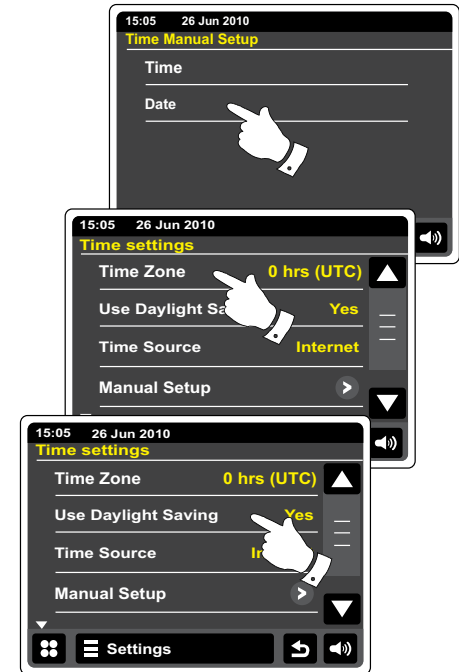 15:05 26 Jun 2010
Time Manual Setup
Time
Date
15:05 26 Jun 2010
Time settings
Time Zone 0 hrs (UTC)
Use Daylight Yes
Time Source Internet
Manual Setup
15:05 26 Jun 2010
Time settings
Time Zone 0 hrs (UTC)
Use Daylight Saving Yes
Time Source
Manual Setup
Settings